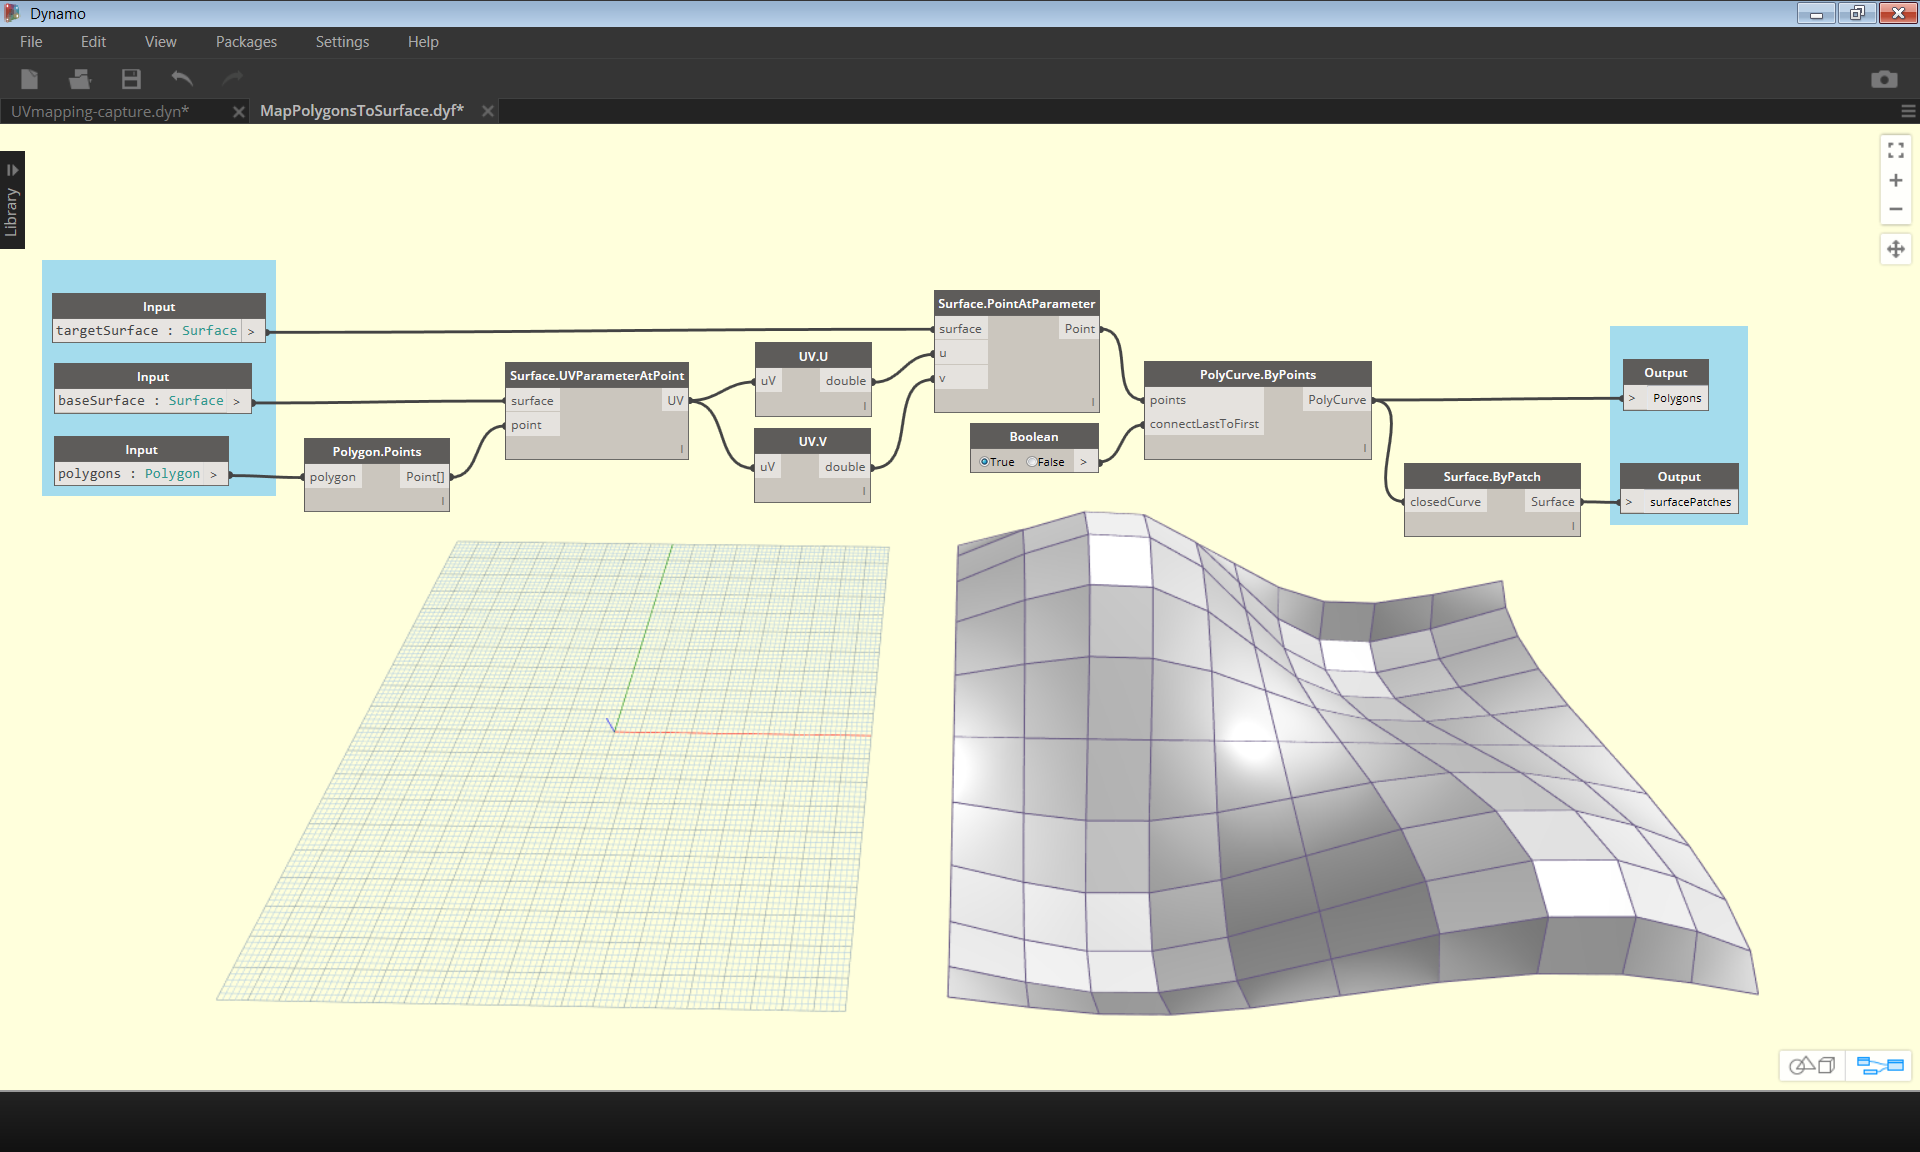 Dynamo
File Edit View Packages Settings Help
UVmapping-capture.dyn* MapPolygonsToSurface.dyf*
Library
Input
targetSurface : Surface >
Input
baseSurface : Surface >
Input
polygons : Polygon >
Polygon.Points
polygon Point[]
Surface.UVParameterAtPoint
surface UV
point
UV.U
uV double
UV.V
uV double
Surface.PointAtParameter
surface Point
u
v
Boolean
True False >
PolyCurve.ByPoints
points PolyCurve
connectLastToFirst
Surface.ByPatch
closedCurve Surface
Output
> Polygons
Output
> surfacePatches